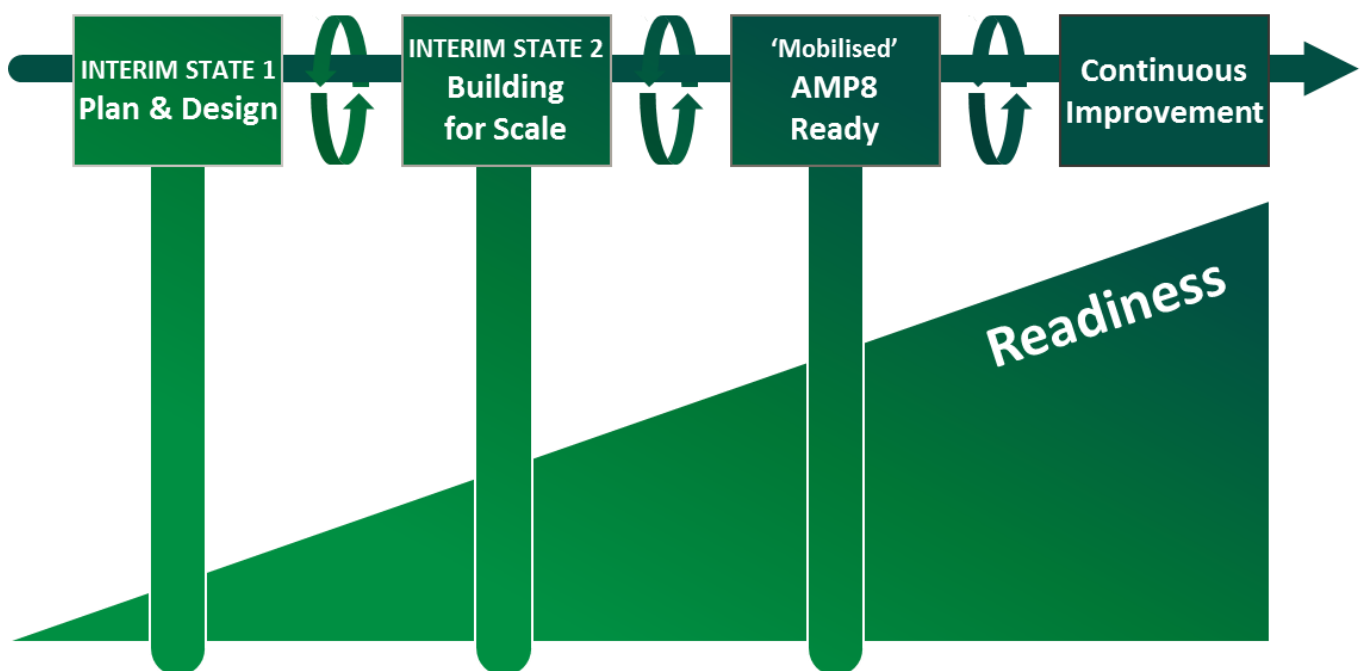 INTERIM STATE 1
Plan & Design
INTERIM STATE 2
Building
for Scale
‘Mobilised’
AMP8
Ready
Continuous
Improvement
Readiness